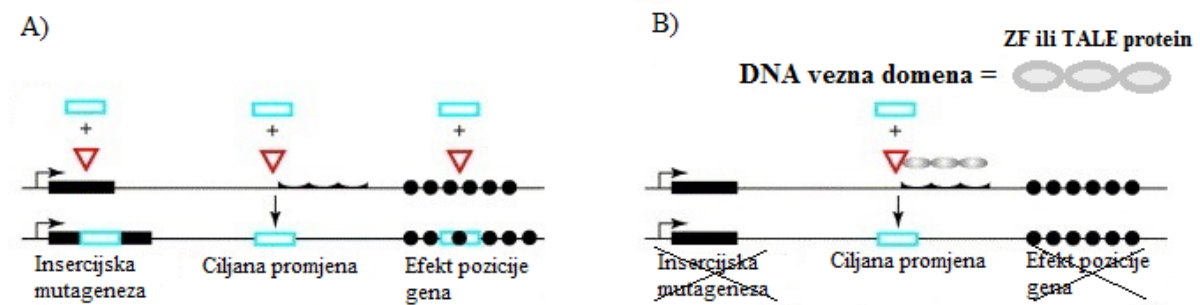 A)
+
+
+
Insercijska
mutageneza
Ciljana promjena
Efekt pozicije
gena
B)
ZF ili TALE protein
DNA vezna domena =
+
Insercijska
mutageneza
Ciljana promjena
Efekt pozicije
gena